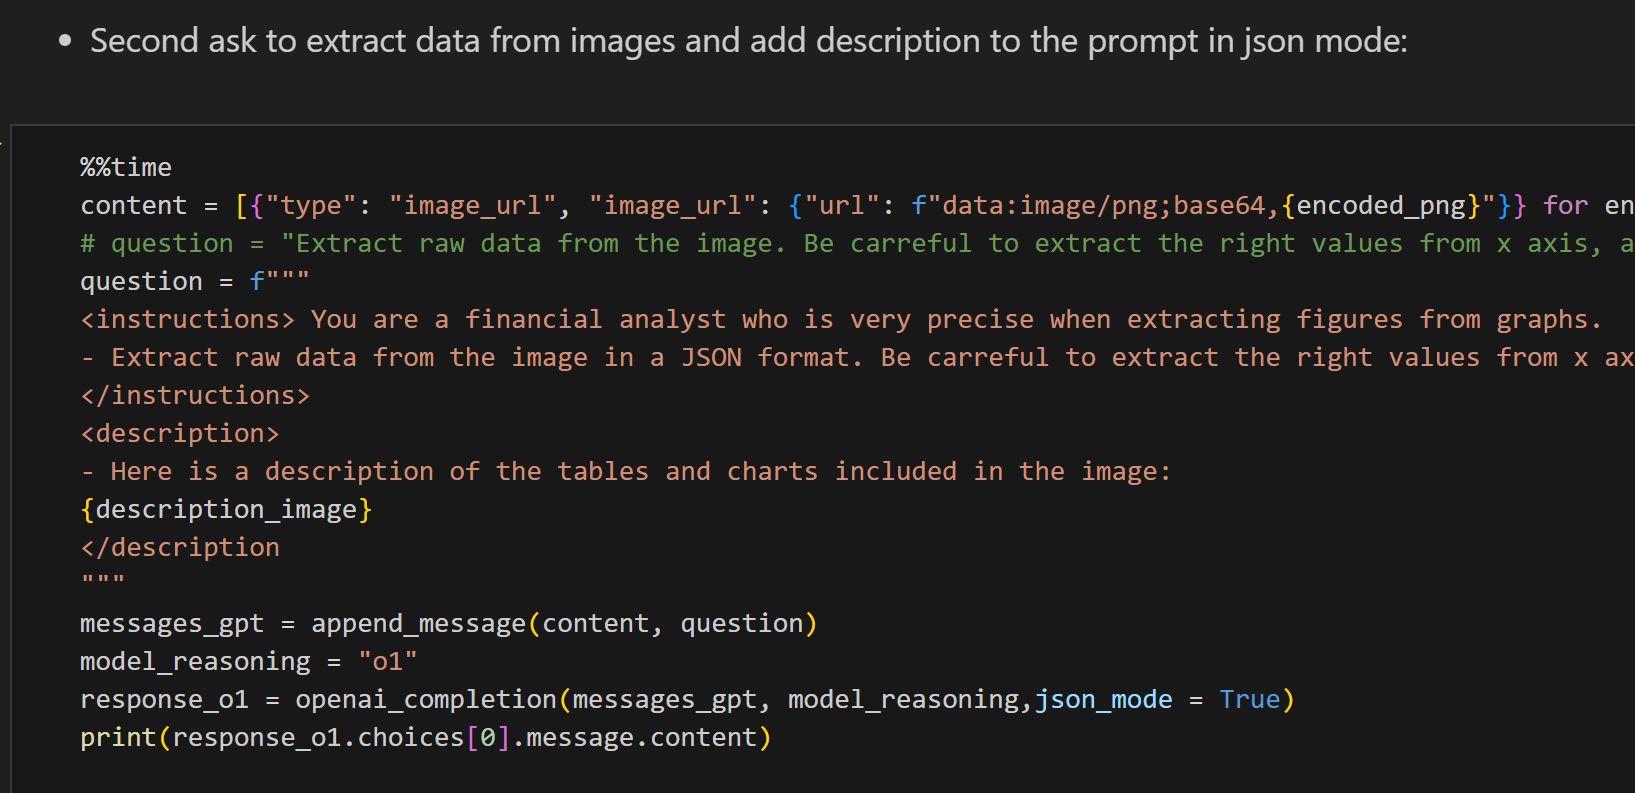 • Second ask to extract data from images and add description to the prompt in json mode:
%%time
content = [{"type": "image_url", "image_url": {"url": f"data:image/png;base64,{encoded_png}"}} for en
# question = "Extract raw data from the image. Be carreful to extract the right values from x axis, a
question = f"""
<instructions> You are a financial analyst who is very precise when extracting figures from graphs.
- Extract raw data from the image in a JSON format. Be carreful to extract the right values from x ax
</instructions>
<description>
- Here is a description of the tables and charts included in the image:
{description_image}
</description
"""
messages_gpt = append_message(content, question)
model_reasoning = "o1"
response_o1 = openai_completion(messages_gpt, model_reasoning,json_mode = True)
print(response_o1.choices[0].message.content)